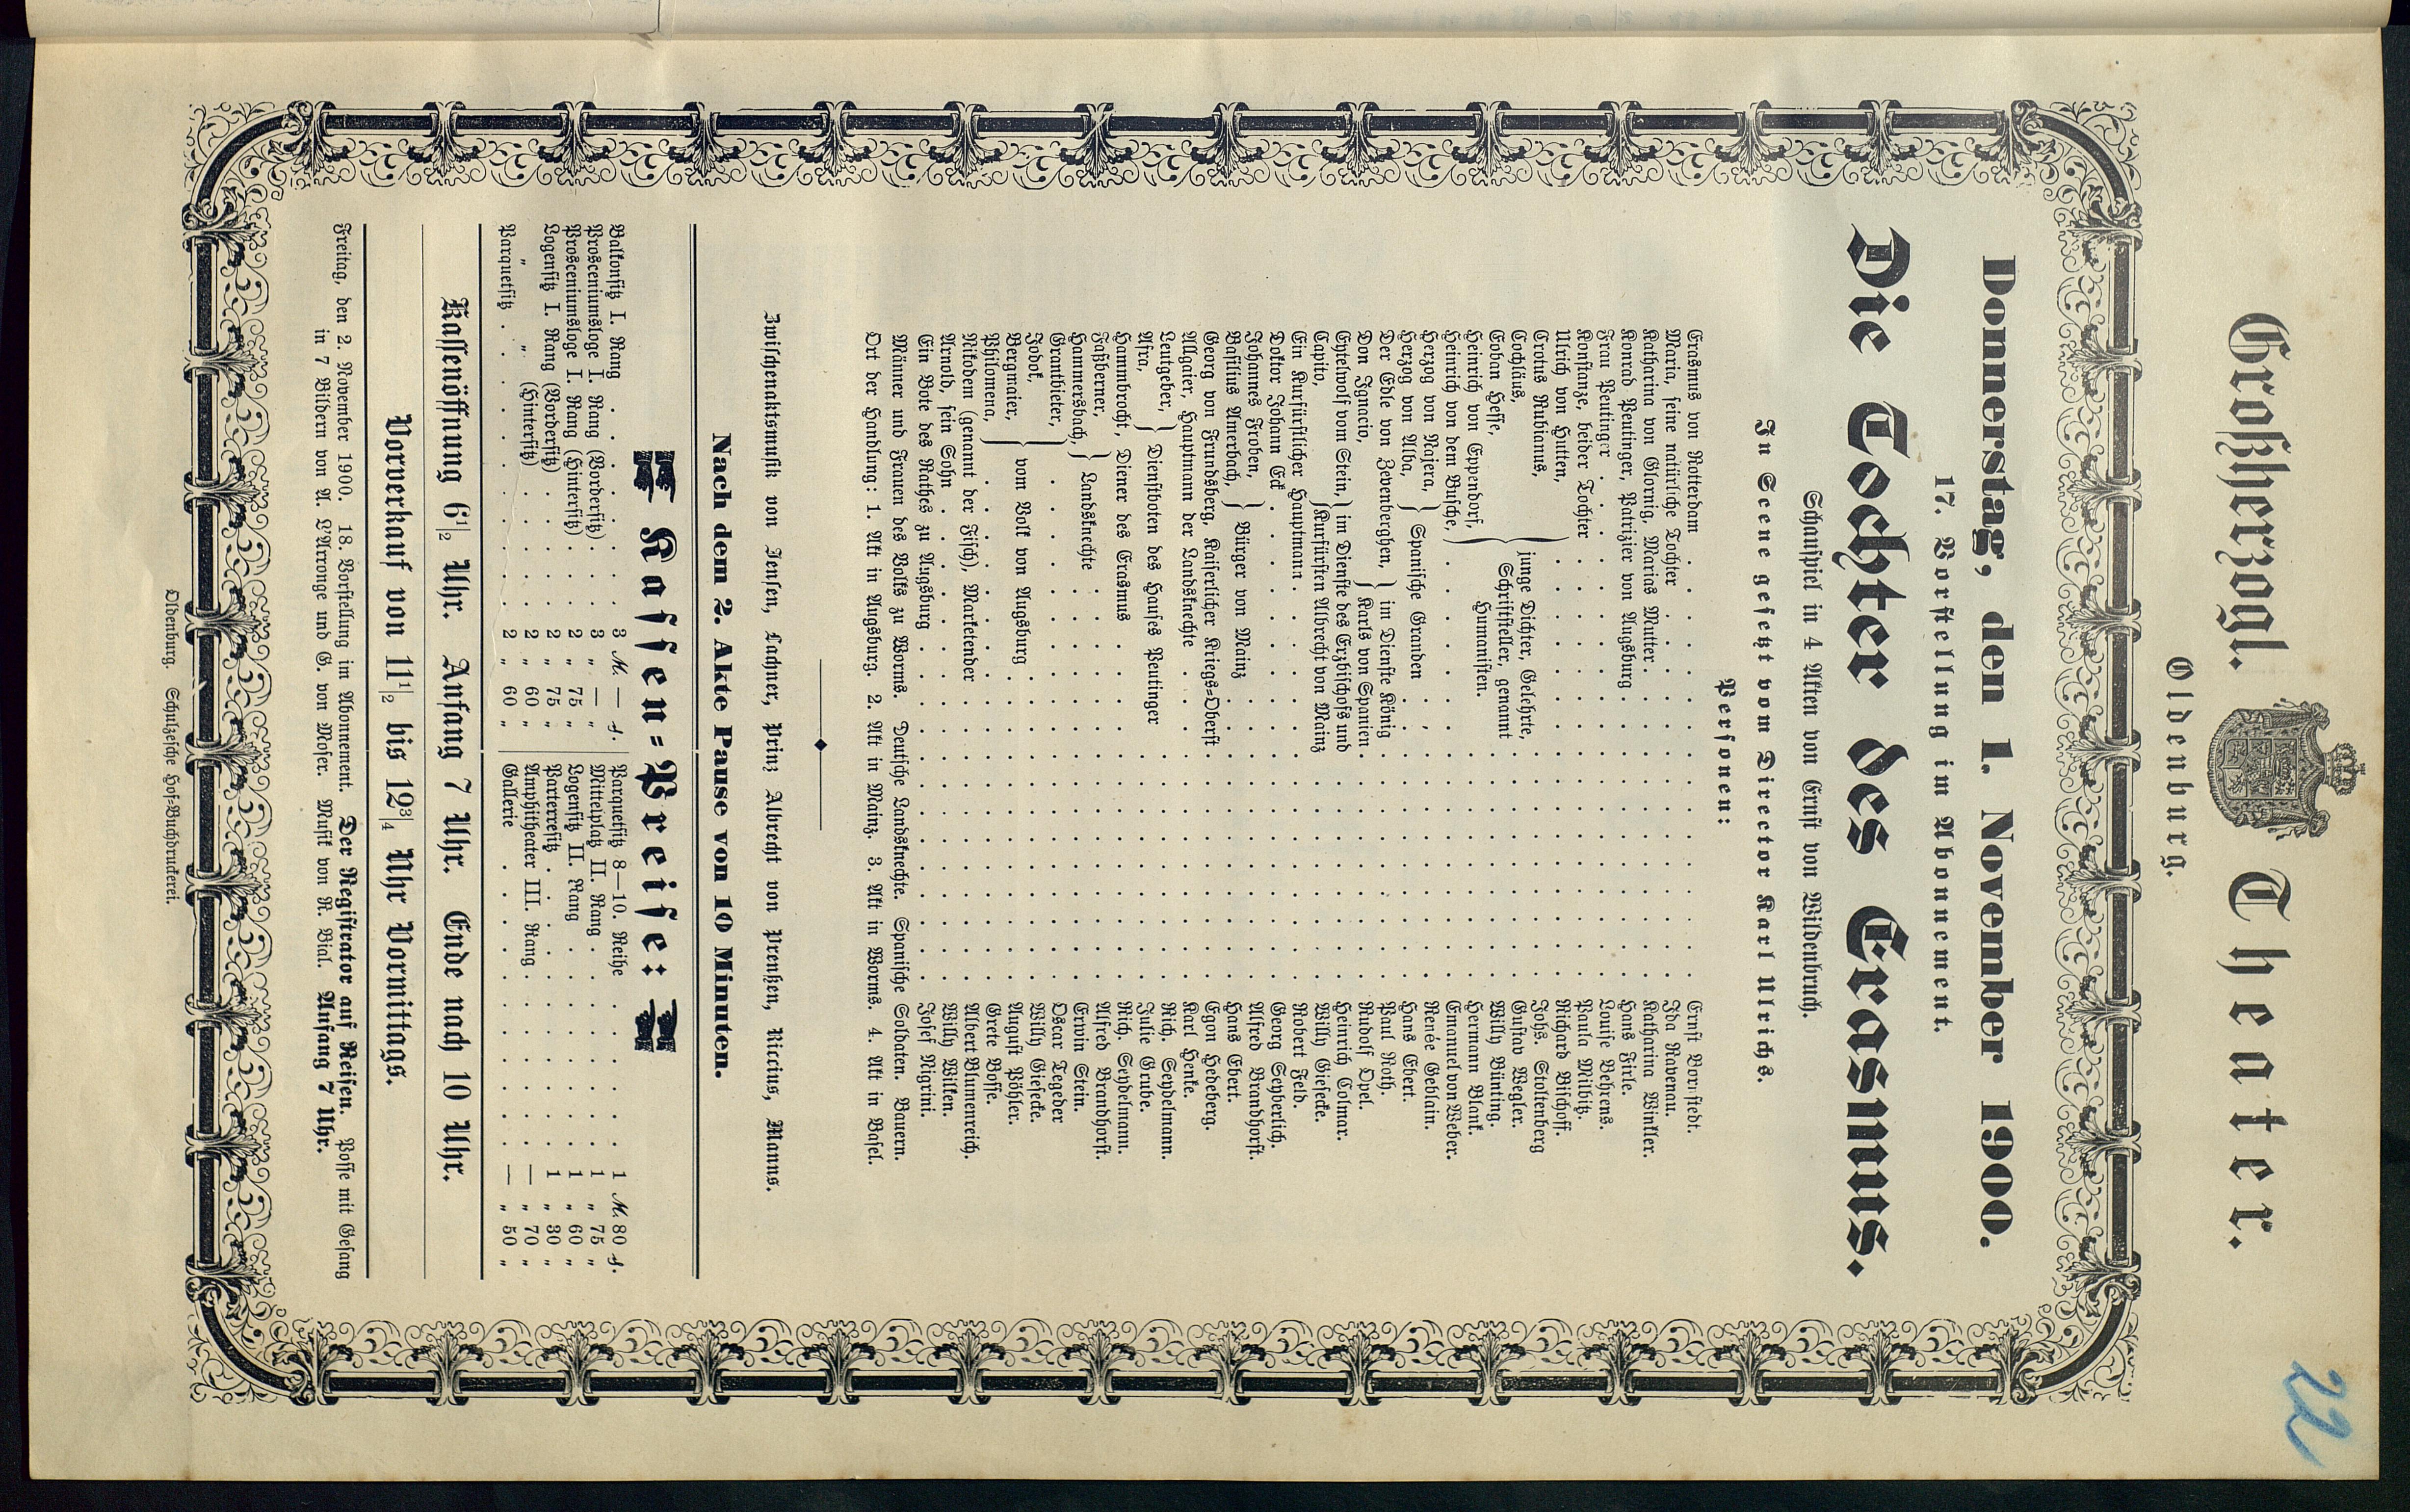 22
Großherzogl. Theater.
Oldenburg.
Donnerstag, den 1. November 1900.
17. Vorstellung im Abonnement.
Die Tochter des Erasmus.
Schauspiel in 4 Akten von Ernst von Wildenbruch.
In Scene gesetzt vom Director Karl Ulrichs.
Personen:
Erasmus von Rotterdam . . . Ernst Bornstedt.
Maria, seine natürliche Tochter . . . Ida Ravenau.
Katharina von Glornig, Marias Mutter . . . Katharina Winkler.
Konrad Peutinger, Patrizier von Augsburg . . . Hans Firle.
Frau Peutinger . . . Louise Behrens.
Konstanze, beider Tochter . . . Paula Milbitz.
Ulrich von Hutten, . . . Richard Bischoff.
Crotus Rubianus, } junge Dichter, Gelehrte, . . . Johs. Stoltenberg
Cochläus, } Schriftsteller, genannt . . . Gustav Wegler.
Eoban Hesse, } Humanisten. . . . Willy Bünting.
Heinrich von Eppendorf, . . . Hermann Blank.
Heinrich von dem Busche, . . . Emanuel von Weber.
Herzog von Najera, } Spanische Granden . . . Renée Geblain.
Herzog von Alba, . . . Hans Ebert.
Der Edle von Zevenberghen, } im Dienste König . . . Paul Roth.
Don Ignacio, } Karls von Spanien . . . Rudolf Opel.
Eytelwolf vom Stein, } im Dienste des Erzbischofs und . . . Heinrich Colmar.
Capito, } Kurfürsten Albrecht von Mainz . . . Willy Giesecke.
Ein Kurfürstlicher Hauptmann . . . Robert Feld.
Doktor Johann Eck . . . Georg Seyberlich.
Johannes Froben, } Bürger von Mainz . . . Alfred Brandhorst.
Basilius Amerbach, . . . Hans Ebert.
Georg von Frundsberg, Kaiserlicher Kriegs-Oberst . . . Egon Hedeberg.
Allgaier, Hauptmann der Landsknechte . . . Karl Henke.
Leutgeber, } Dienstboten des Hauses Peutinger . . . Rich. Seydelmann.
Afra, . . . Julie Grube.
Hammbrocht, Diener des Erasmus . . . Rich. Seydelmann.
Faßberner, } Landsknechte . . . Alfred Brandhorst.
Hammersbach, . . . Erwin Stein.
Grantbieter, . . . Oscar Tegeder
Jodok, } vom Volk von Augsburg . . . Willy Giesecke.
Bergmaier, . . . August Pöhler.
Philomena, . . . Grete Bosse.
Nikodem (genannt der Fisch), Marketender . . . Albert Blumenreich.
Arnold, sein Sohn . . . Willy Wilken.
Ein Bote des Raths zu Augsburg . . . Josef Nigrini.
Männer und Frauen des Volks zu Worms. Deutsche Landsknechte. Spanische Soldaten. Bauern.
Ort der Handlung: 1. Akt in Augsburg. 2. Akt in Mainz. 3. Akt in Worms. 4. Akt in Basel.
Zwischenaktsmusik von Jensen, Lachner, Prinz Albrecht von Preußen, Riccius, Manns.
Nach dem 2. Akte Pause von 10 Minuten.
Kassen-Preise:
Balkonsitz I. Rang . . . 3 M. — ₰. Parquetsitz 8—10. Reihe . . . 1 M. 80 ₰.
Prosceniumsloge I. Rang (Vordersitz) . . . 3 „ — „ Mittelplatz II. Rang . . . 1 „ 75 „
Prosceniumsloge I. Rang (Hintersitz) . . . 2 „ 75 „ Logensitz II. Rang . . . 1 „ 60 „
Logensitz I. Rang (Vordersitz) . . . 2 „ 75 „ Parterresitz . . . 1 „ 30 „
„ „ (Hintersitz) . . . 2 „ 60 „ Amphitheater III. Rang . . . — „ 70 „
Parquetsitz . . . 2 „ 60 „ Gallerie . . . — „ 50 „
Kassenöffnung 6½ Uhr. Anfang 7 Uhr. Ende nach 10 Uhr.
Vorverkauf von 11½ bis 12¾ Uhr Vormittags.
Freitag, den 2. November 1900. 18. Vorstellung im Abonnement. Der Registrator auf Reisen. Posse mit Gesang
in 7 Bildern von A. L'Arronge und G. von Moser. Musik von R. Bial. Anfang 7 Uhr.
Oldenburg. Schulzesche Hof-Buchdruckerei.